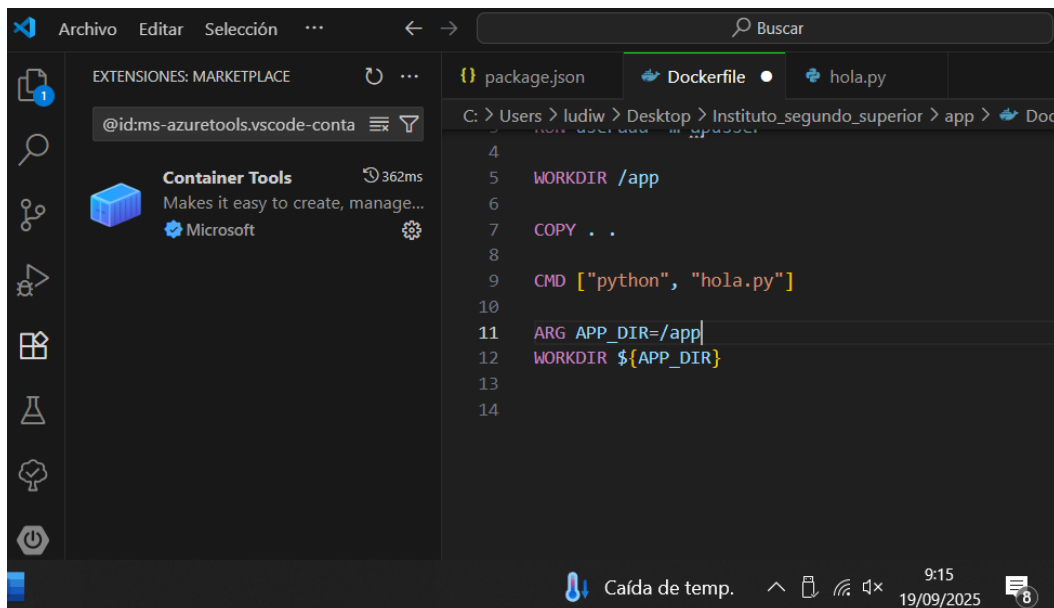 Archivo Editar Selección ··· Buscar
EXTENSIONES: MARKETPLACE
package.json Dockerfile hola.py
@id:ms-azuretools.vscode-conta
C: > Users > ludiw > Desktop > Instituto_segundo_superior > app > Doc
1
Container Tools 362ms
Makes it easy to create, manage...
Microsoft
4
5 WORKDIR /app
6
7 COPY . .
8
9 CMD ["python", "hola.py"]
10
11 ARG APP_DIR=/app
12 WORKDIR ${APP_DIR}
13
14
Caída de temp. 9:15
19/09/2025 8